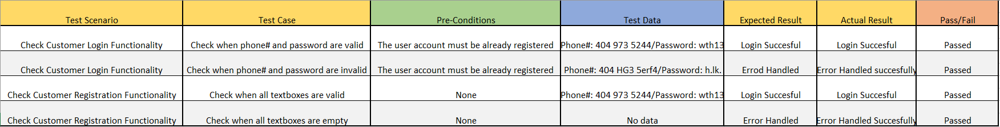 Test Scenario Test Case Pre-Conditions Test Data Expected Result Actual Result Pass/Fail
Check Customer Login Functionality Check when phone# and password are valid The user account must be already registered Phone#: 404 973 5244/Password: wth13 Login Succesful Login Succesful Passed
Check Customer Login Functionality Check when phone# and password are invalid The user account must be already registered Phone#: 404 HG3 5erf4/Password: h.lk. Errod Handled Error Handled succesfully Passed
Check Customer Registration Functionality Check when all textboxes are valid None Phone#: 404 973 5244/Password: wth13 Login Succesful Login Succesful Passed
Check Customer Registration Functionality Check when all textboxes are empty None No data Error Handled Error Handled Succesfully Passed